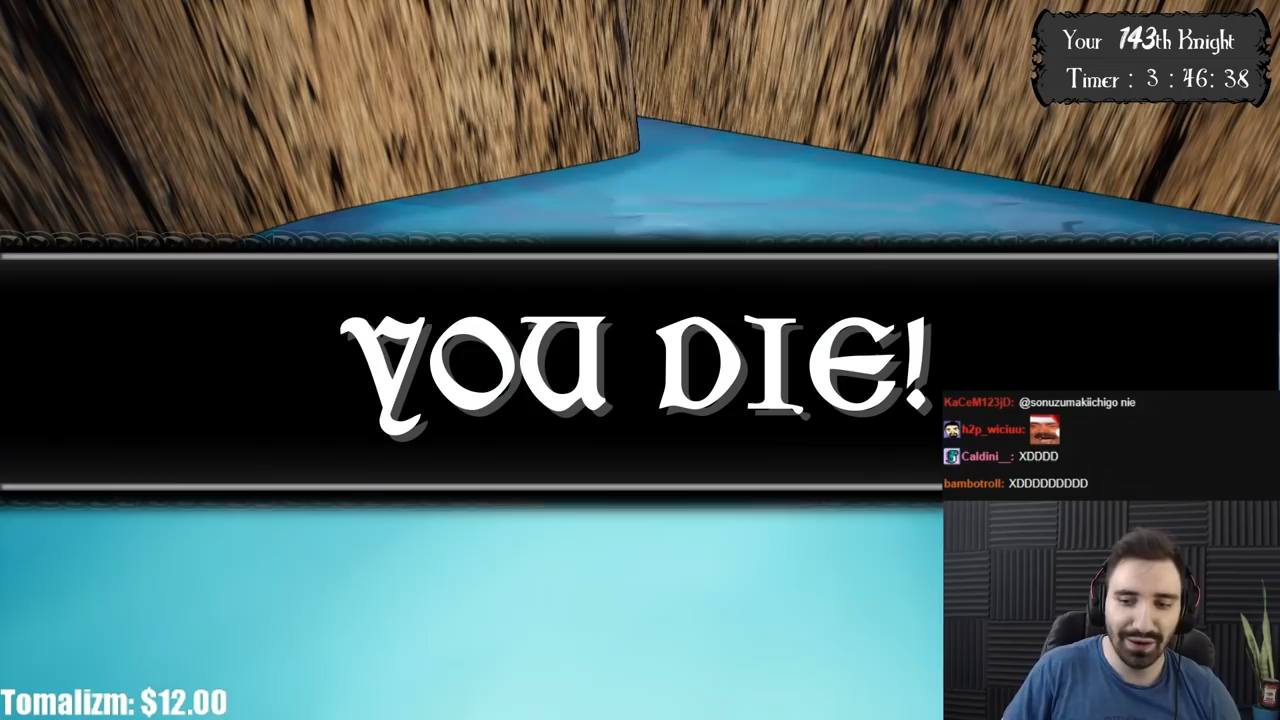 Your 143th Knight
Timer : 3 : 46: 38
YOU DIE!
KaCeM123jD: @sonuzumakiichigo nie
h2p_wiciuu:
Caldini__: XDDDD
bambotroll: XDDDDDDDDD
Tomalizm: $12.00